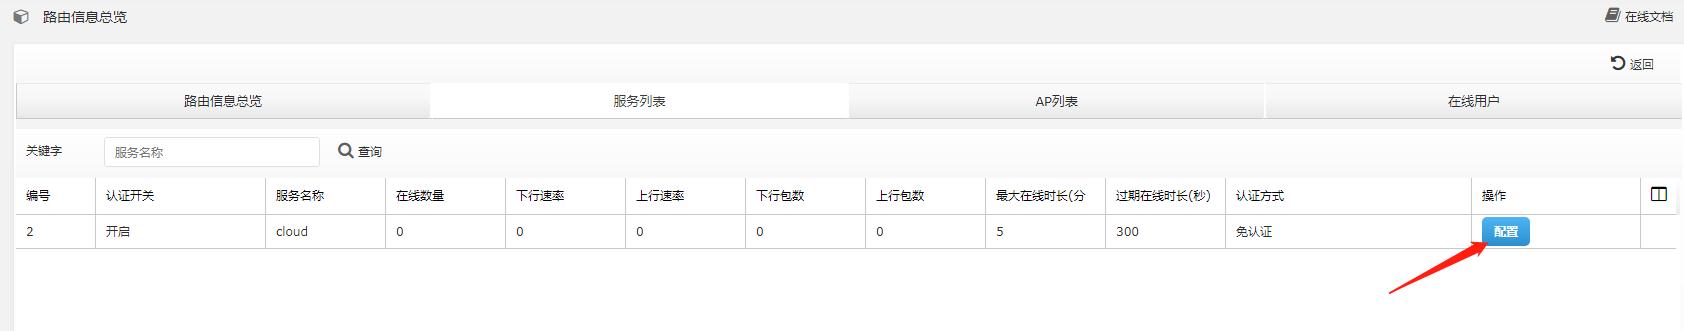 路由信息总览 在线文档
返回
路由信息总览 服务列表 AP列表 在线用户
关键字 服务名称 查询
编号 认证开关 服务名称 在线数量 下行速率 上行速率 下行包数 上行包数 最大在线时长(分 过期在线时长(秒) 认证方式 操作
2 开启 cloud 0 0 0 0 0 5 300 免认证 配置